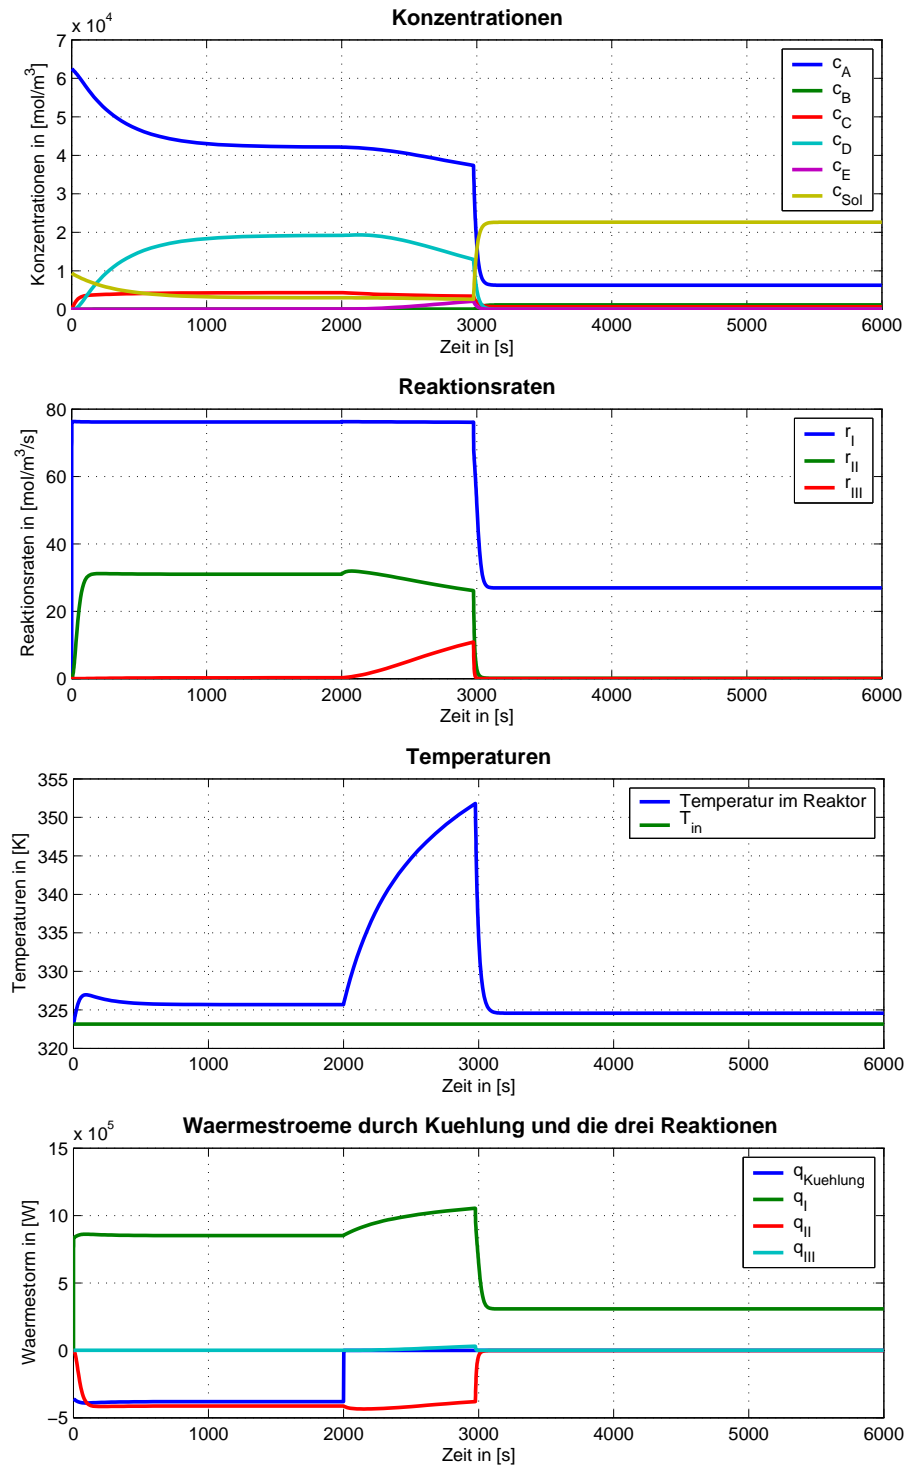 Konzentrationen
x 10^4
7
6
5
4
3
2
1
0
Konzentrationen in [mol/m^3]
c_A
c_B
c_C
c_D
c_E
c_Sol
0 1000 2000 3000 4000 5000 6000
Zeit in [s]
Reaktionsraten
80
60
40
20
0
Reaktionsraten in [mol/m^3/s]
r_I
r_II
r_III
0 1000 2000 3000 4000 5000 6000
Zeit in [s]
Temperaturen
355
350
345
340
335
330
325
320
Temperaturen in [K]
Temperatur im Reaktor
T_in
0 1000 2000 3000 4000 5000 6000
Zeit in [s]
Waermestroeme durch Kuehlung und die drei Reaktionen
x 10^5
15
10
5
0
−5
Waermestorm in [W]
q_Kuehlung
q_I
q_II
q_III
0 1000 2000 3000 4000 5000 6000
Zeit in [s]